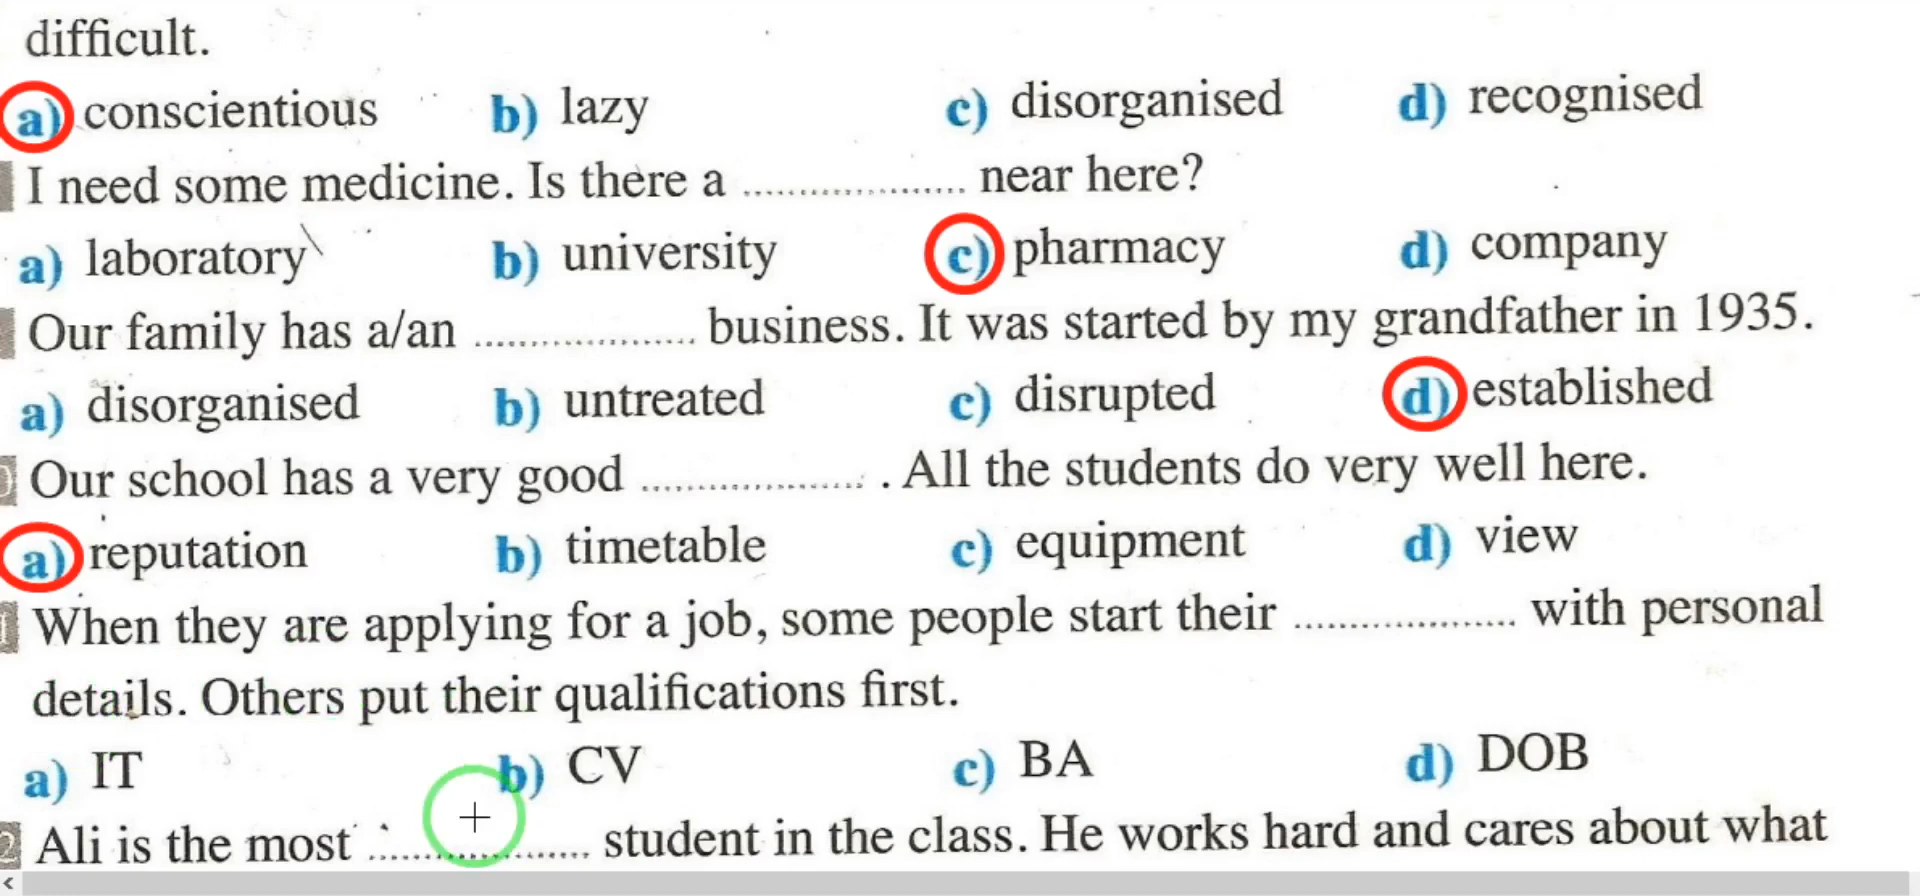 difficult.
a) conscientious b) lazy c) disorganised d) recognised
I need some medicine. Is there a .................... near here?
a) laboratory b) university c) pharmacy d) company
Our family has a/an .................... business. It was started by my grandfather in 1935.
a) disorganised b) untreated c) disrupted d) established
Our school has a very good .................... . All the students do very well here.
a) reputation b) timetable c) equipment d) view
When they are applying for a job, some people start their .................... with personal
details. Others put their qualifications first.
a) IT b) CV c) BA d) DOB
2 Ali is the most .................... student in the class. He works hard and cares about what